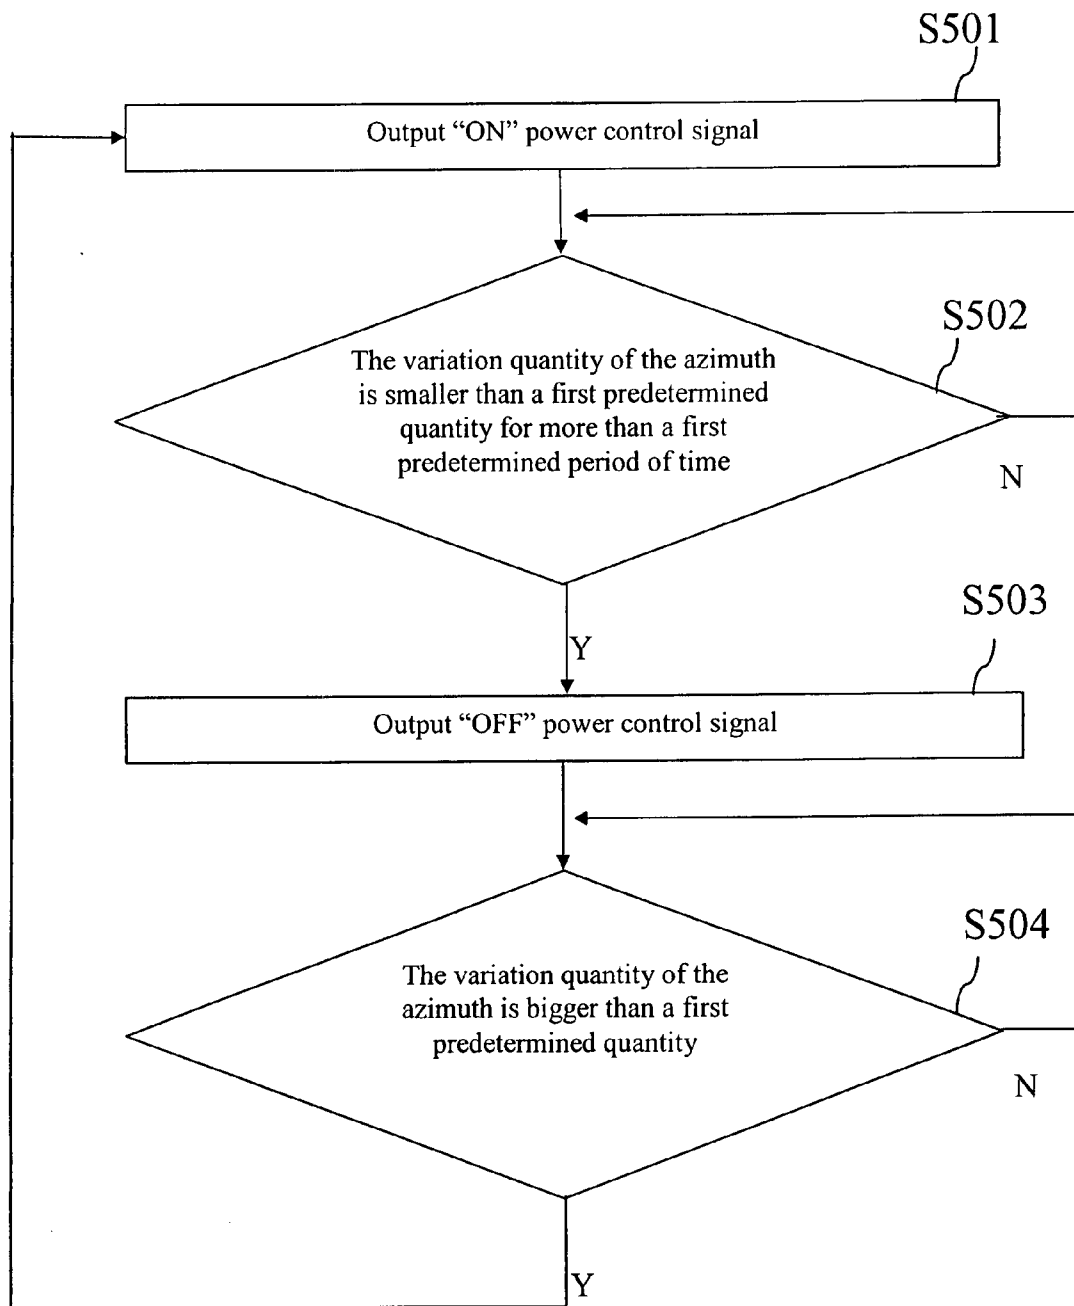 S501
Output “ON” power control signal
S502
The variation quantity of the azimuth
is smaller than a first predetermined
quantity for more than a first
predetermined period of time
N
Y
S503
Output “OFF” power control signal
S504
The variation quantity of the
azimuth is bigger than a first
predetermined quantity
N
Y